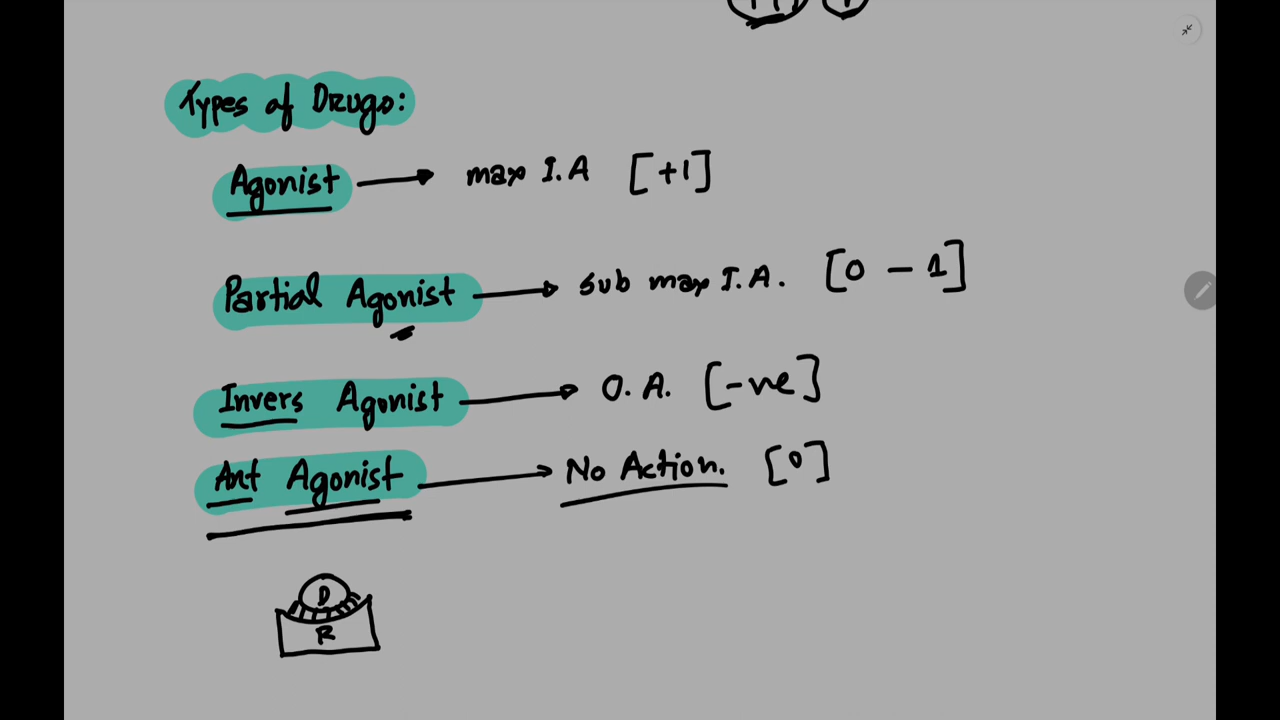 Types of Drugs:
Agonist → max I.A [+1]
Partial Agonist → sub max I.A. [0 – 1]
Invers Agonist → O.A. [-ve]
Ant Agonist → No Action. [0]
D
R